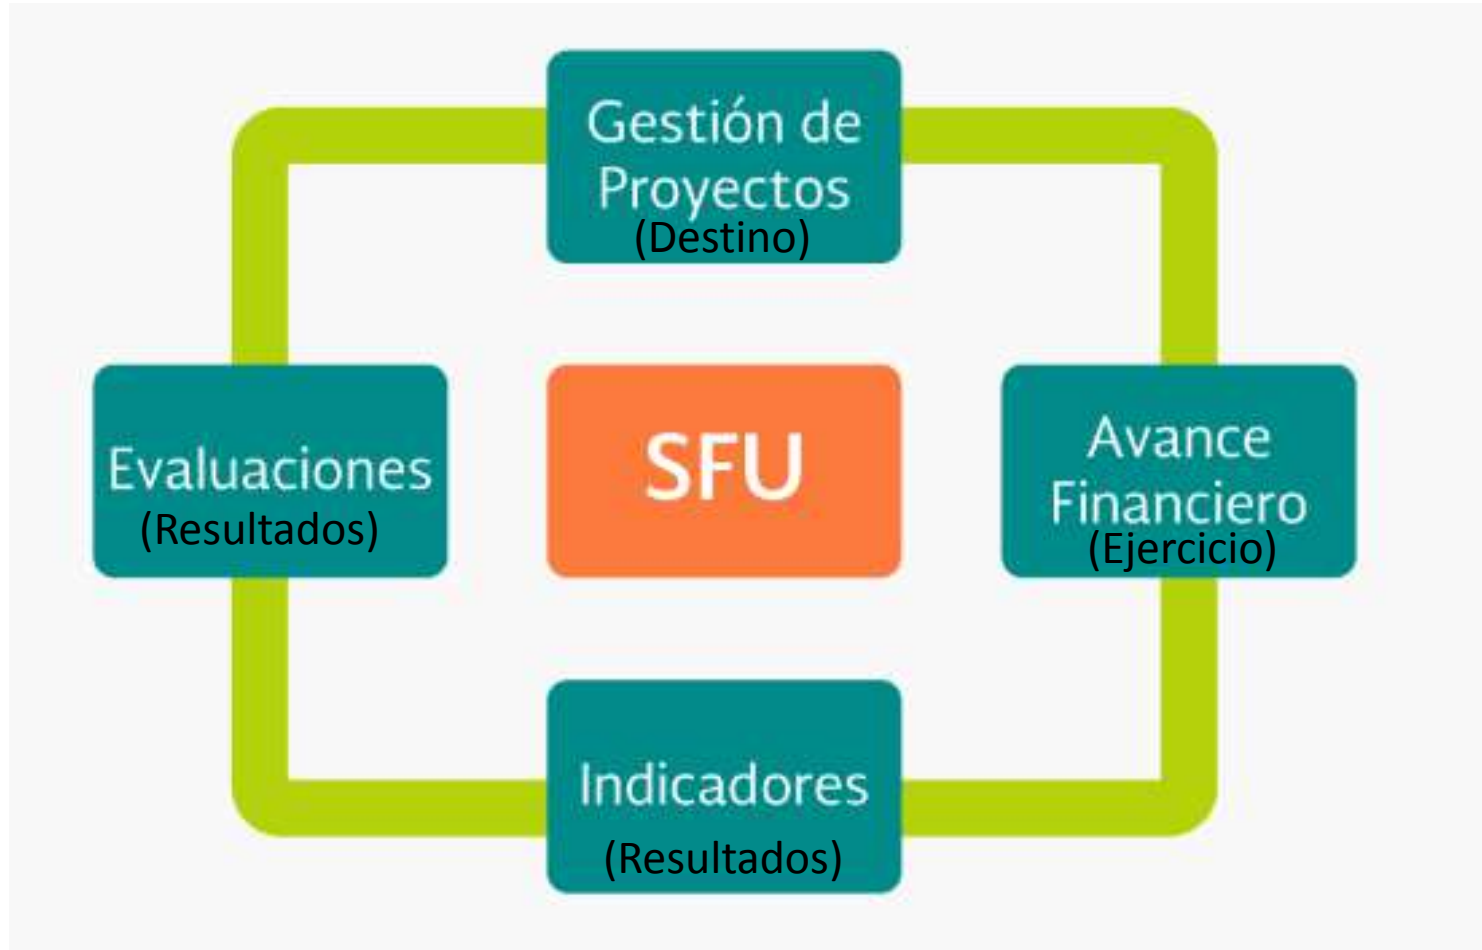 Gestión de
Proyectos
(Destino)
Evaluaciones
(Resultados)
SFU
Avance
Financiero
(Ejercicio)
Indicadores
(Resultados)